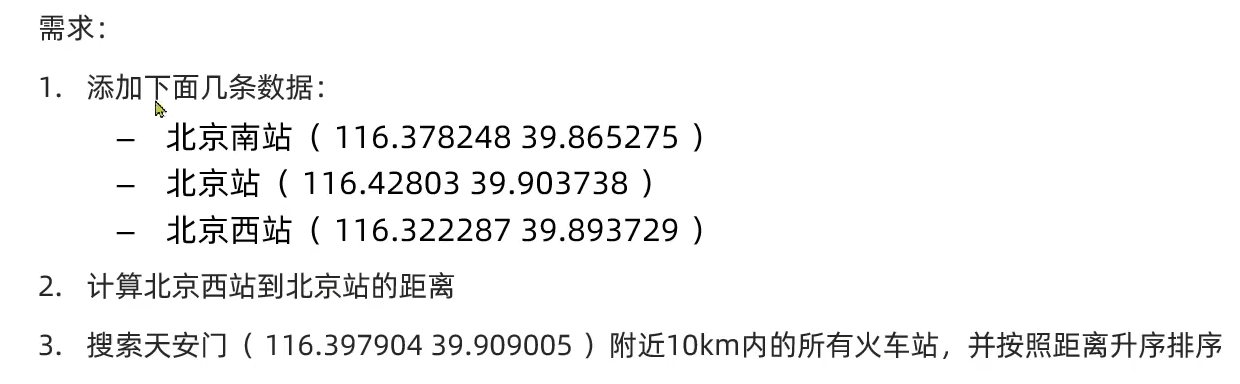 需求：
1. 添加下面几条数据：
– 北京南站（ 116.378248 39.865275 ）
– 北京站（ 116.42803 39.903738 ）
– 北京西站（ 116.322287 39.893729 ）
2. 计算北京西站到北京站的距离
3. 搜索天安门（ 116.397904 39.909005 ）附近10km内的所有火车站，并按照距离升序排序